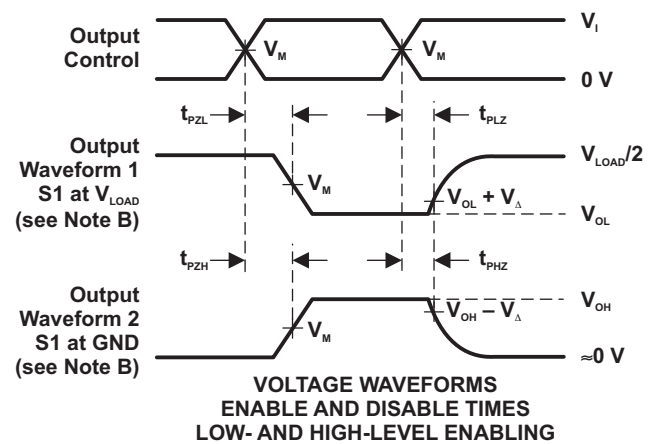 Output
Control
V_M
V_M
V_I
0 V
t_PZL
t_PLZ
Output
Waveform 1
S1 at V_LOAD
(see Note B)
V_M
V_OL + V_Δ
V_LOAD/2
V_OL
t_PZH
t_PHZ
Output
Waveform 2
S1 at GND
(see Note B)
V_M
V_OH – V_Δ
V_OH
≈0 V
VOLTAGE WAVEFORMS
ENABLE AND DISABLE TIMES
LOW- AND HIGH-LEVEL ENABLING